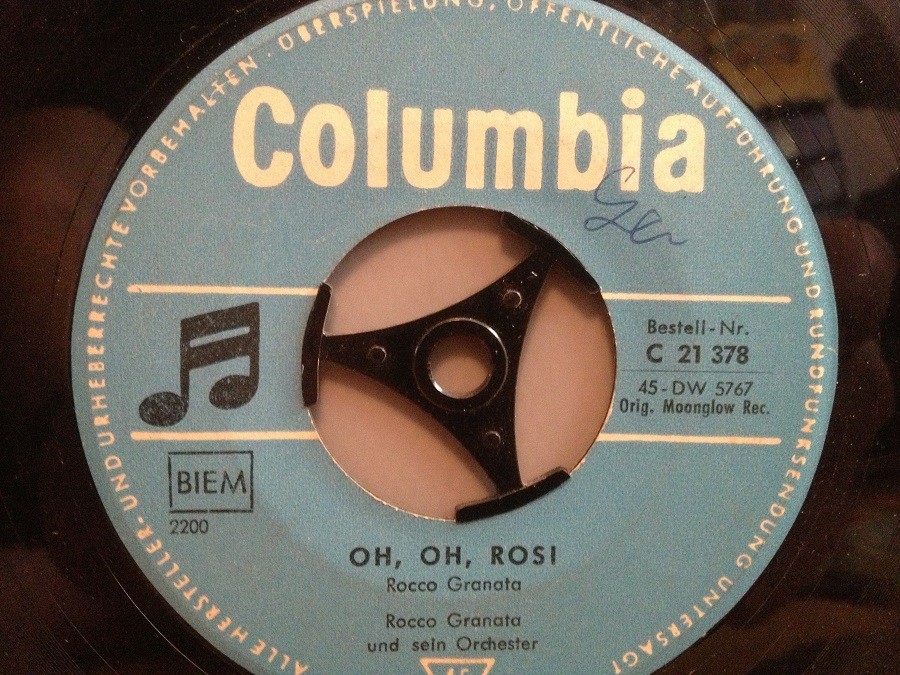 ALLE HERSTELLER- UND URHEBERRECHTE VORBEHALTEN · ÜBERSPIELUNG, ÖFFENTLICHE AUFFÜHRUNG UND RUNDFUNKSENDUNG UNTERSAGT
Columbia
Bestell-Nr.
C 21 378
45-DW 5767
Orig. Moonglow Rec.
BIEM
2200
OH, OH, ROSI
Rocco Granata
Rocco Granata
und sein Orchester
45